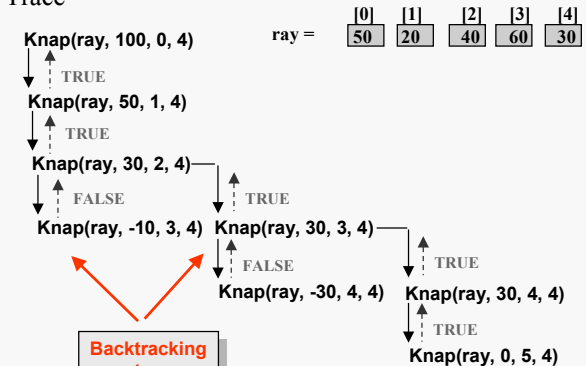 Trace
ray =
[0] [1] [2] [3] [4]
50 20 40 60 30
Knap(ray, 100, 0, 4)
TRUE
Knap(ray, 50, 1, 4)
TRUE
Knap(ray, 30, 2, 4)
FALSE
TRUE
Knap(ray, -10, 3, 4) Knap(ray, 30, 3, 4)
FALSE
TRUE
Knap(ray, -30, 4, 4) Knap(ray, 30, 4, 4)
TRUE
Backtracking
Knap(ray, 0, 5, 4)